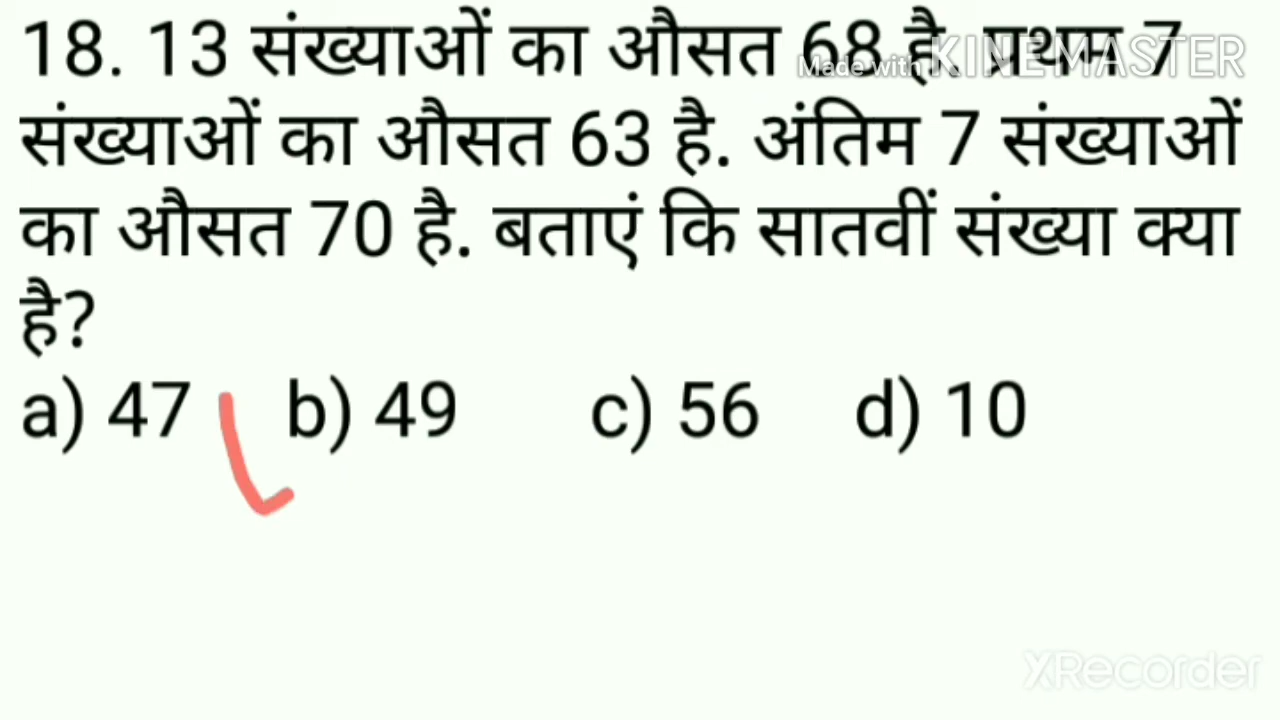 18. 13 संख्याओं का औसत 68 है. प्रथम 7
Made with KINEMASTER
संख्याओं का औसत 63 है. अंतिम 7 संख्याओं
का औसत 70 है. बताएं कि सातवीं संख्या क्या
है?
a) 47 b) 49 c) 56 d) 10
XRecorder